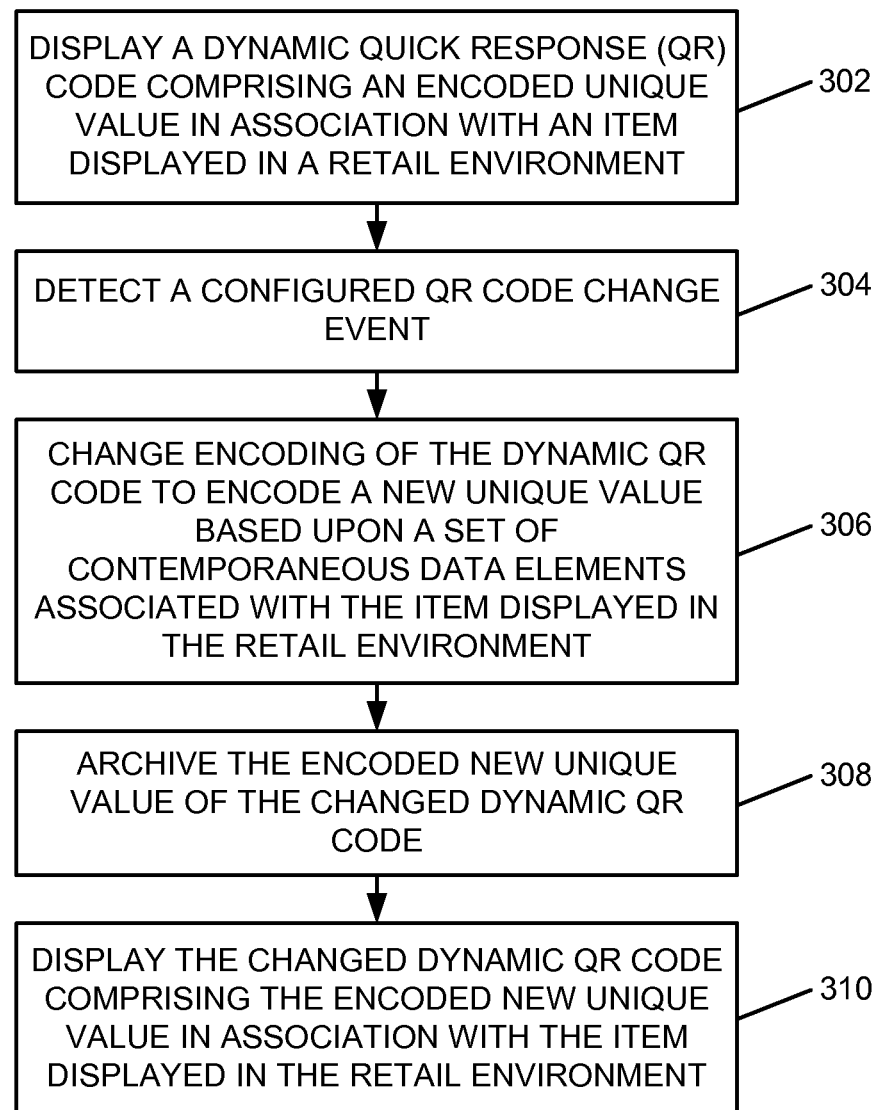 DISPLAY A DYNAMIC QUICK RESPONSE (QR)
CODE COMPRISING AN ENCODED UNIQUE
VALUE IN ASSOCIATION WITH AN ITEM
DISPLAYED IN A RETAIL ENVIRONMENT
302
DETECT A CONFIGURED QR CODE CHANGE
EVENT
304
CHANGE ENCODING OF THE DYNAMIC QR
CODE TO ENCODE A NEW UNIQUE VALUE
BASED UPON A SET OF
CONTEMPORANEOUS DATA ELEMENTS
ASSOCIATED WITH THE ITEM DISPLAYED IN
THE RETAIL ENVIRONMENT
306
ARCHIVE THE ENCODED NEW UNIQUE
VALUE OF THE CHANGED DYNAMIC QR
CODE
308
DISPLAY THE CHANGED DYNAMIC QR CODE
COMPRISING THE ENCODED NEW UNIQUE
VALUE IN ASSOCIATION WITH THE ITEM
DISPLAYED IN THE RETAIL ENVIRONMENT
310